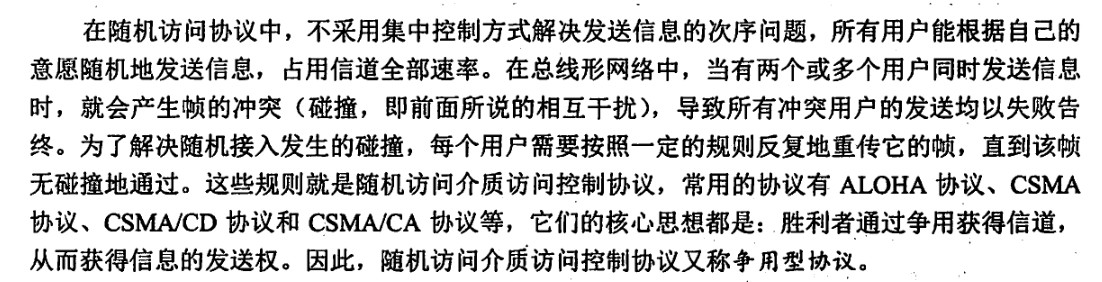 在随机访问协议中，不采用集中控制方式解决发送信息的次序问题，所有用户能根据自己的
意愿随机地发送信息，占用信道全部速率。在总线形网络中，当有两个或多个用户同时发送信息
时，就会产生帧的冲突（碰撞，即前面所说的相互干扰），导致所有冲突用户的发送均以失败告
终。为了解决随机接入发生的碰撞，每个用户需要按照一定的规则反复地重传它的帧，直到该帧
无碰撞地通过。这些规则就是随机访问介质访问控制协议，常用的协议有 ALOHA 协议、CSMA
协议、CSMA/CD 协议和 CSMA/CA 协议等，它们的核心思想都是：胜利者通过争用获得信道，
从而获得信息的发送权。因此，随机访问介质访问控制协议又称争用型协议。